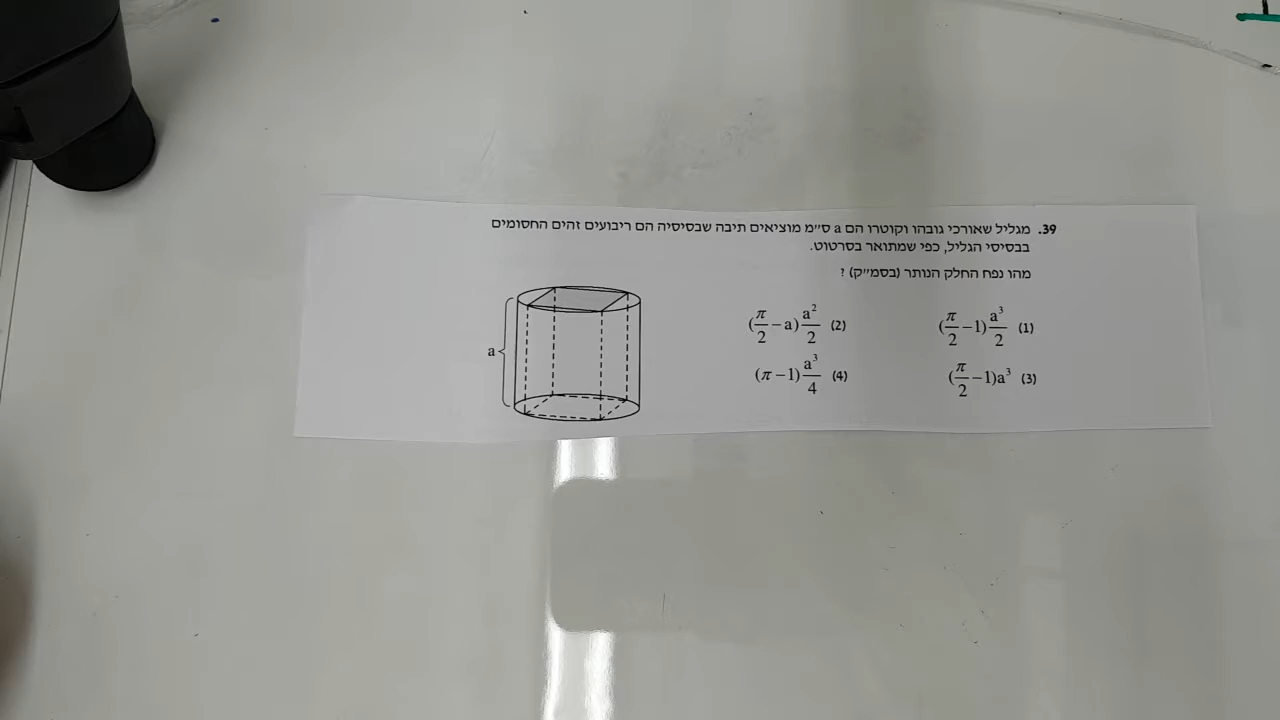 39. מגליל שאורכי גובהו וקוטרו הם a ס״מ מוציאים תיבה שבסיסיה הם ריבועים זהים החסומים
בבסיסי הגליל, כפי שמתואר בסרטוט.
מהו נפח החלק הנותר (בסמ״ק) ?
(1) (π/2 − 1) a³/2
(2) (π/2 − a) a²/2
(3) (π/2 − 1)a³
(4) (π − 1) a³/4
a